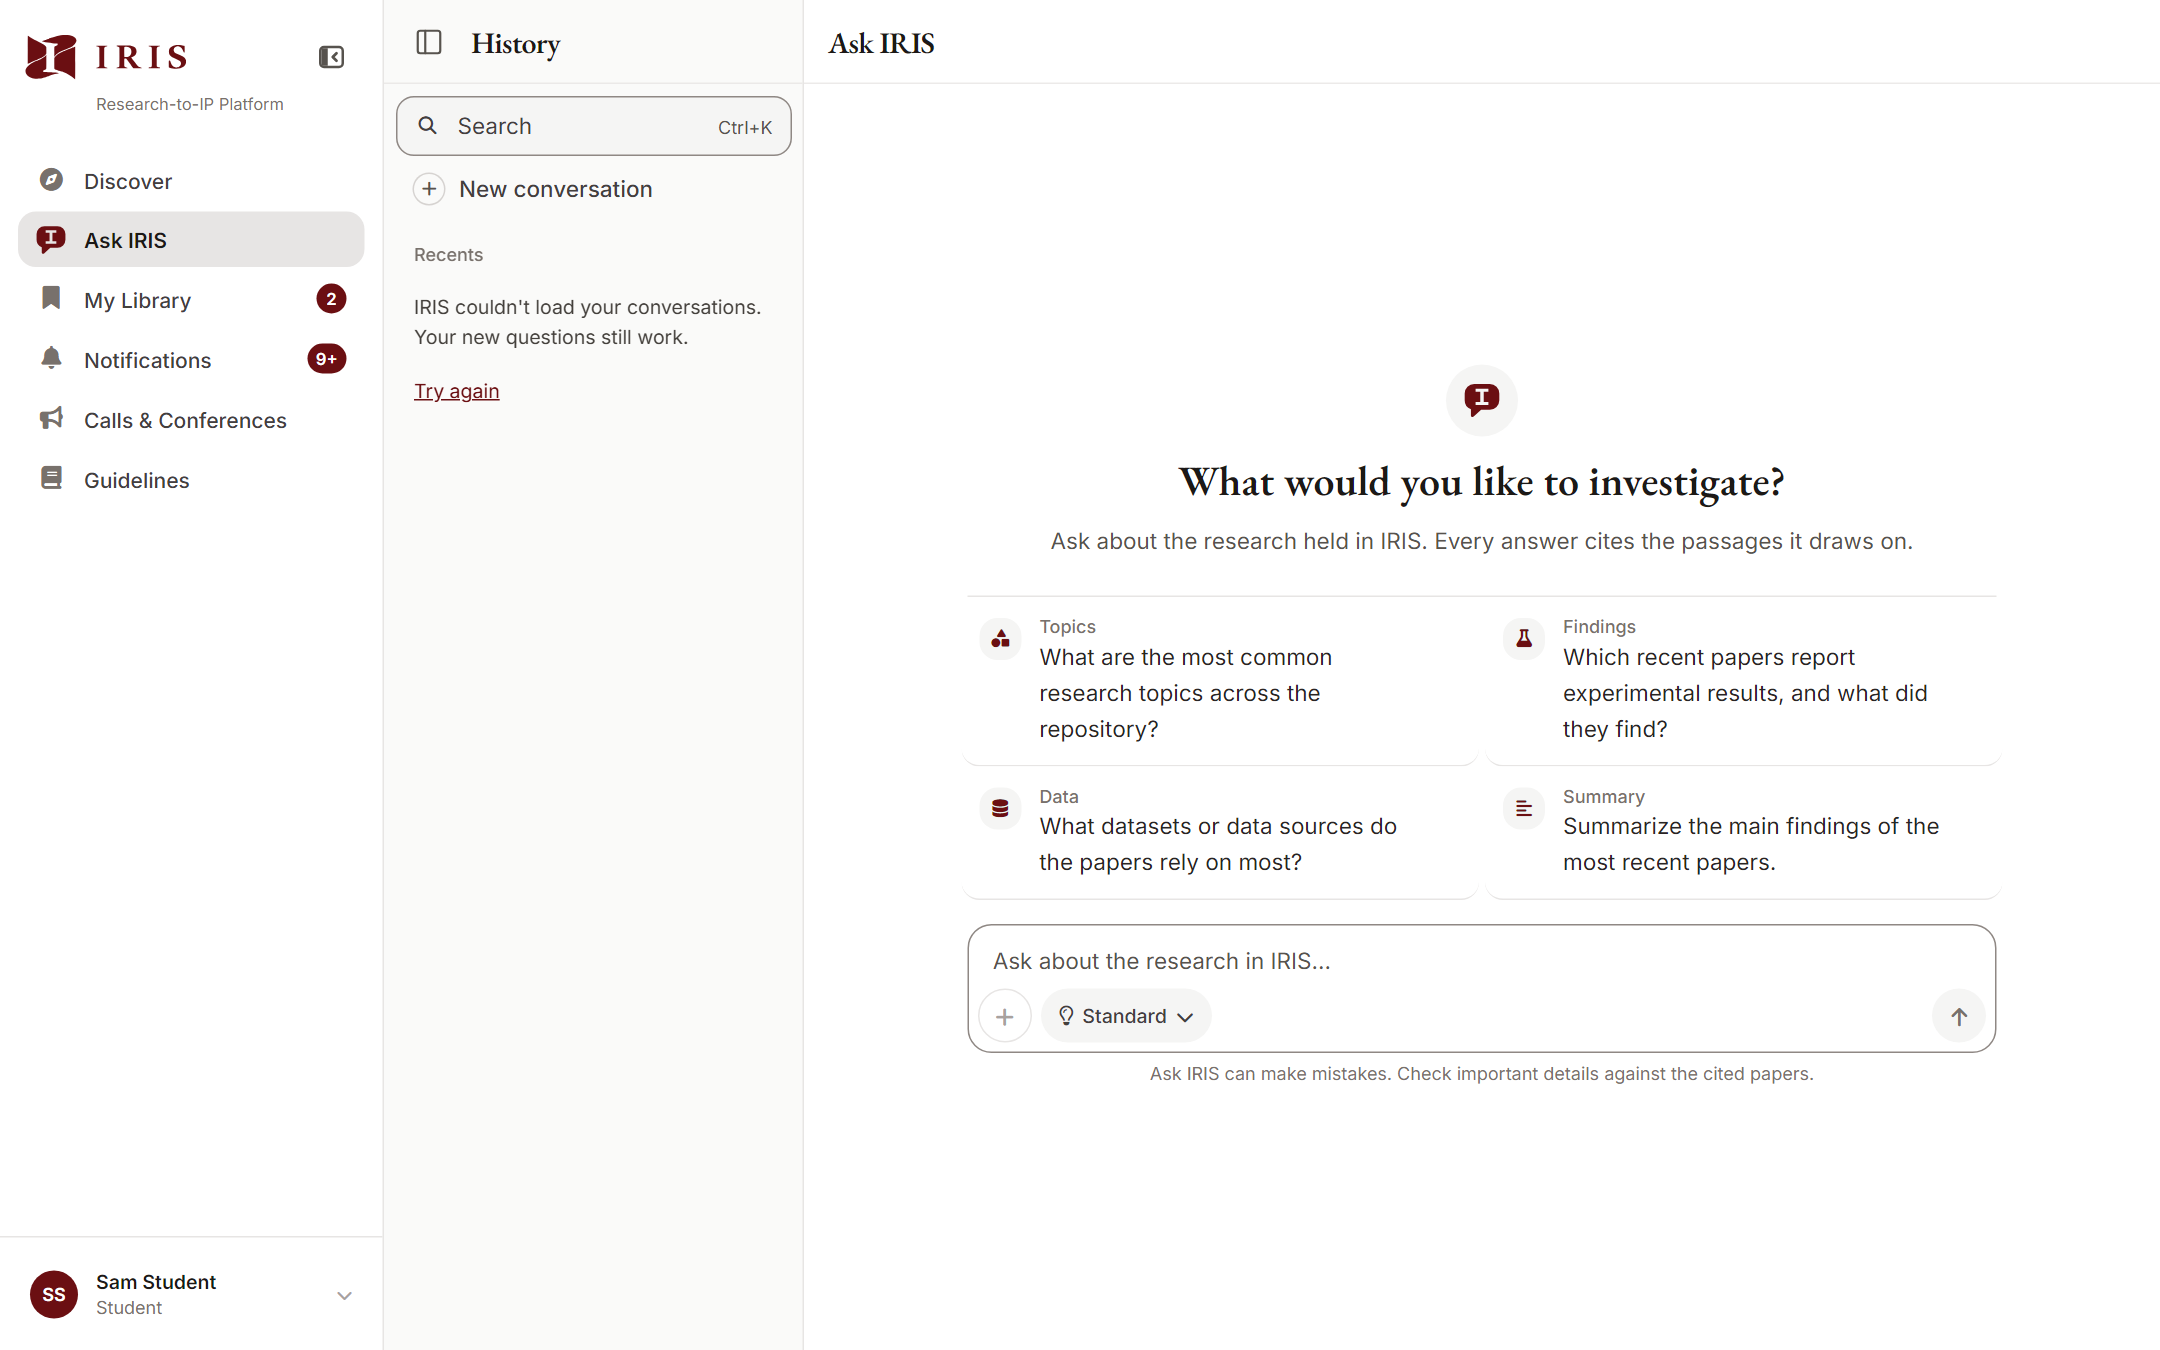 IRIS
Research-to-IP Platform
Discover
Ask IRIS
My Library
2
Notifications
9+
Calls & Conferences
Guidelines
SS
Sam Student
Student
History
Search
Ctrl+K
New conversation
Recents
IRIS couldn't load your conversations.
Your new questions still work.
Try again
Ask IRIS
What would you like to investigate?
Ask about the research held in IRIS. Every answer cites the passages it draws on.
Topics
What are the most common
research topics across the
repository?
Findings
Which recent papers report
experimental results, and what did
they find?
Data
What datasets or data sources do
the papers rely on most?
Summary
Summarize the main findings of the
most recent papers.
Ask about the research in IRIS...
Standard
Ask IRIS can make mistakes. Check important details against the cited papers.